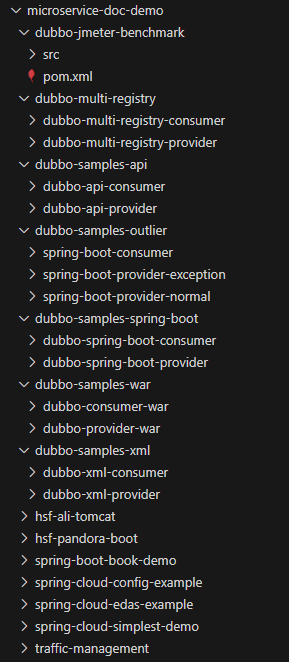 microservice-doc-demo
dubbo-jmeter-benchmark
src
pom.xml
dubbo-multi-registry
dubbo-multi-registry-consumer
dubbo-multi-registry-provider
dubbo-samples-api
dubbo-api-consumer
dubbo-api-provider
dubbo-samples-outlier
spring-boot-consumer
spring-boot-provider-exception
spring-boot-provider-normal
dubbo-samples-spring-boot
dubbo-spring-boot-consumer
dubbo-spring-boot-provider
dubbo-samples-war
dubbo-consumer-war
dubbo-provider-war
dubbo-samples-xml
dubbo-xml-consumer
dubbo-xml-provider
hsf-ali-tomcat
hsf-pandora-boot
spring-boot-book-demo
spring-cloud-config-example
spring-cloud-edas-example
spring-cloud-simplest-demo
traffic-management